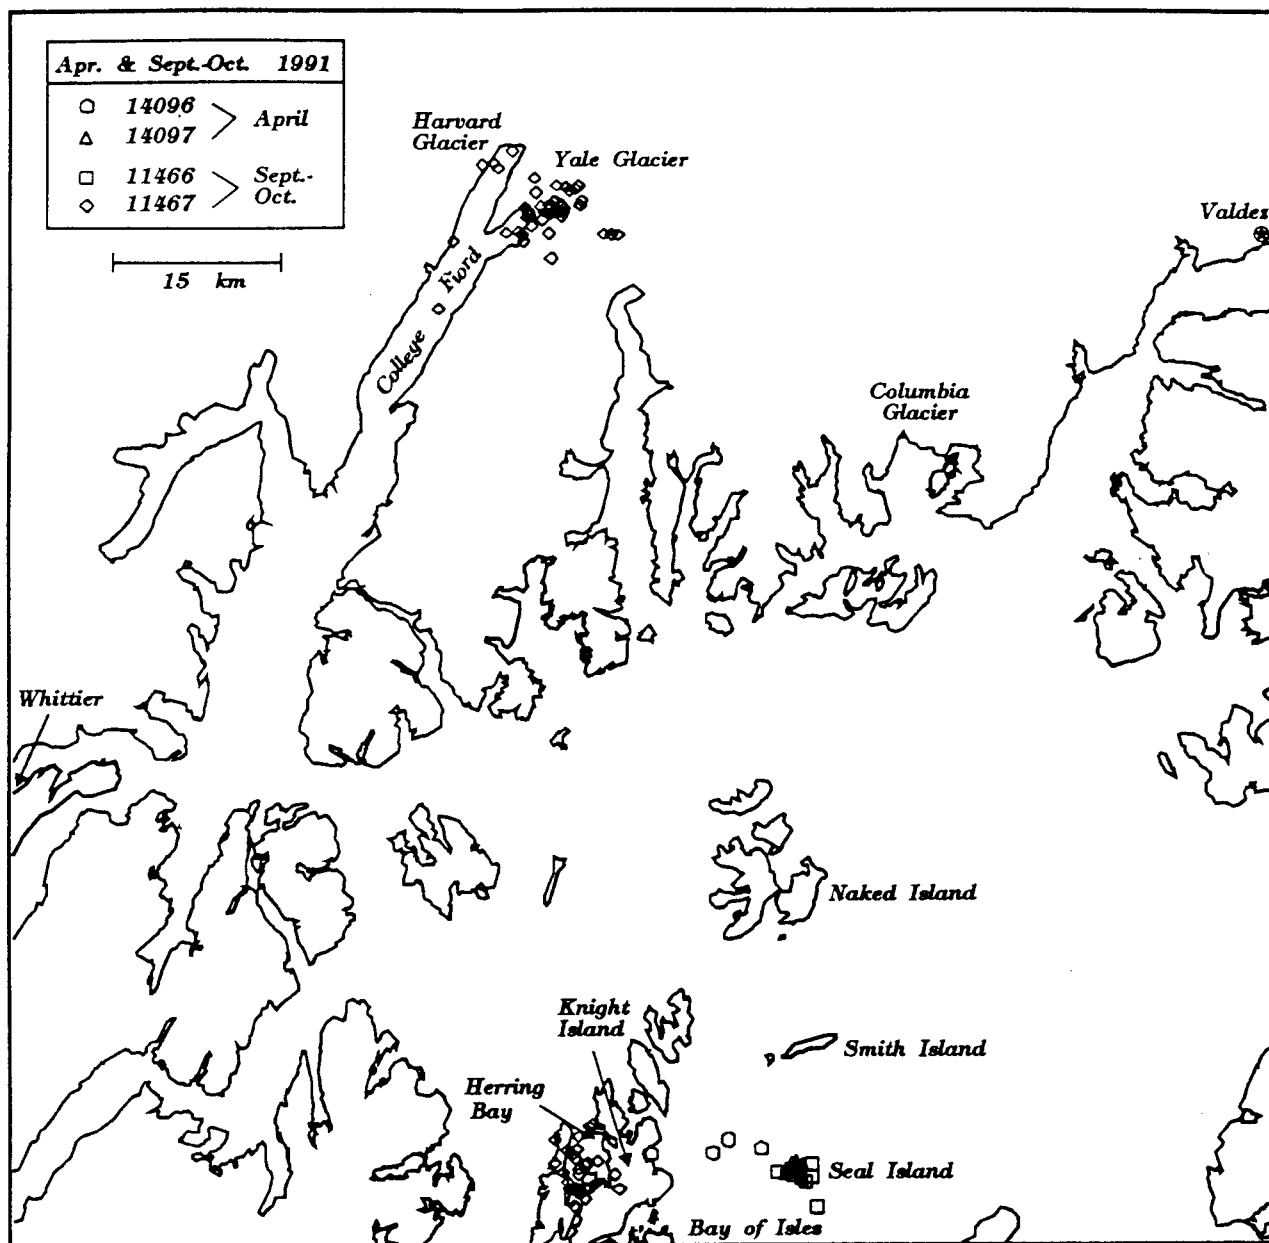 Apr. & Sept.-Oct. 1991
14096
14097
April
11466
11467
Sept.-
Oct.
15 km
Harvard
Glacier
Yale Glacier
Valdez
Colleye Fiord
Columbia
Glacier
Whittier
Naked Island
Knight
Island
Smith Island
Herring
Bay
Seal Island
Bay of Isles